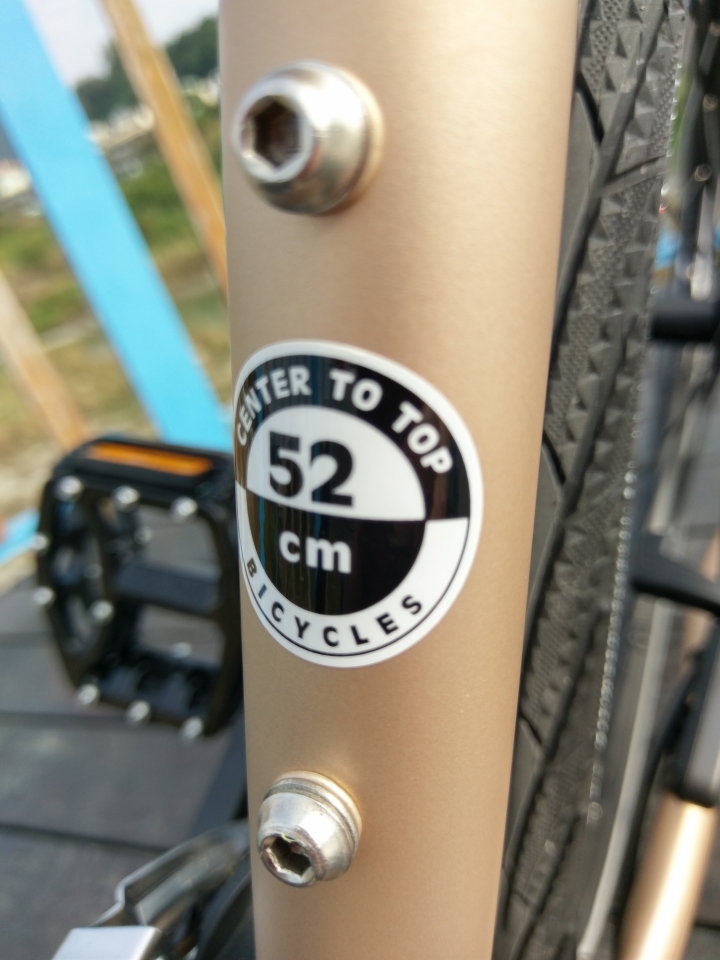 CENTER TO TOP
52
cm
BICYCLES